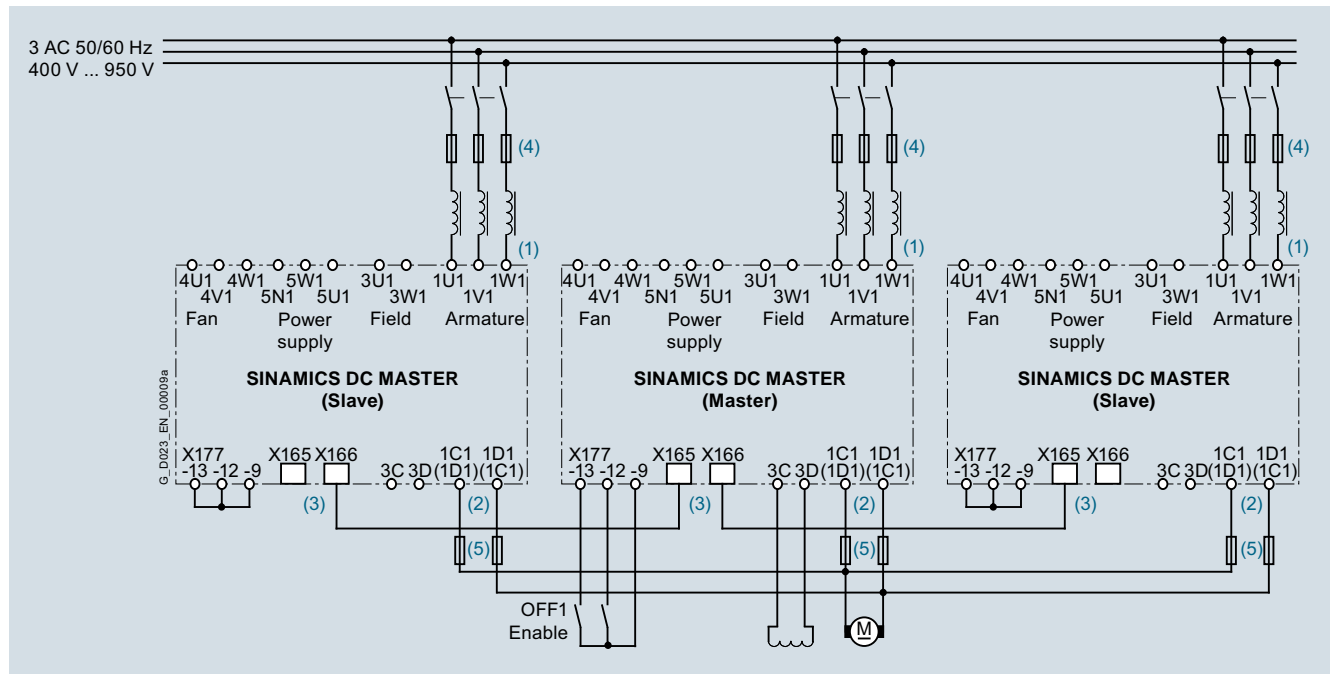 3 AC 50/60 Hz
400 V ... 950 V
(4) (4) (4)
(1) (1) (1)
4U1 4W1 5W1 3U1 1U1 1W1
4V1 5N1 5U1 3W1 1V1
Fan Power supply Field Armature
SINAMICS DC MASTER
(Slave)
4U1 4W1 5W1 3U1 1U1 1W1
4V1 5N1 5U1 3W1 1V1
Fan Power supply Field Armature
SINAMICS DC MASTER
(Master)
4U1 4W1 5W1 3U1 1U1 1W1
4V1 5N1 5U1 3W1 1V1
Fan Power supply Field Armature
SINAMICS DC MASTER
(Slave)
G_D023_EN_00009a
X177 X165 X166 1C1 1D1
-13 -12 -9 3C 3D (1D1) (1C1)
X177 X165 X166 1C1 1D1
-13 -12 -9 3C 3D (1D1) (1C1)
X177 X165 X166 1C1 1D1
-13 -12 -9 3C 3D (1D1) (1C1)
(3) (2) (3) (2) (3) (2)
(5) (5) (5)
OFF1
Enable
M